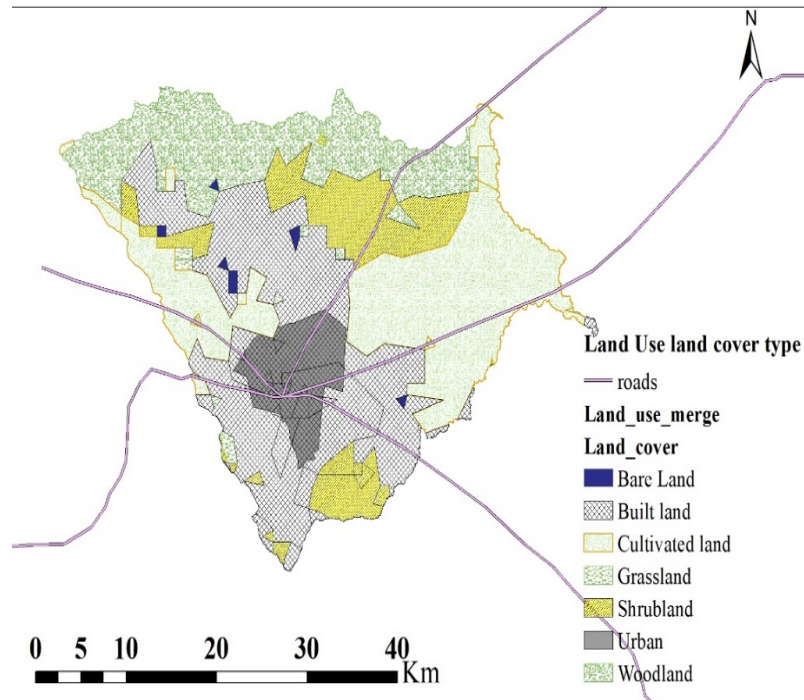 N
Land Use land cover type
roads
Land_use_merge
Land_cover
Barc Land
Built land
Cultivated land
Grassland
Shrubland
Urban
Woodland
0 5 10 20 30 40
Km